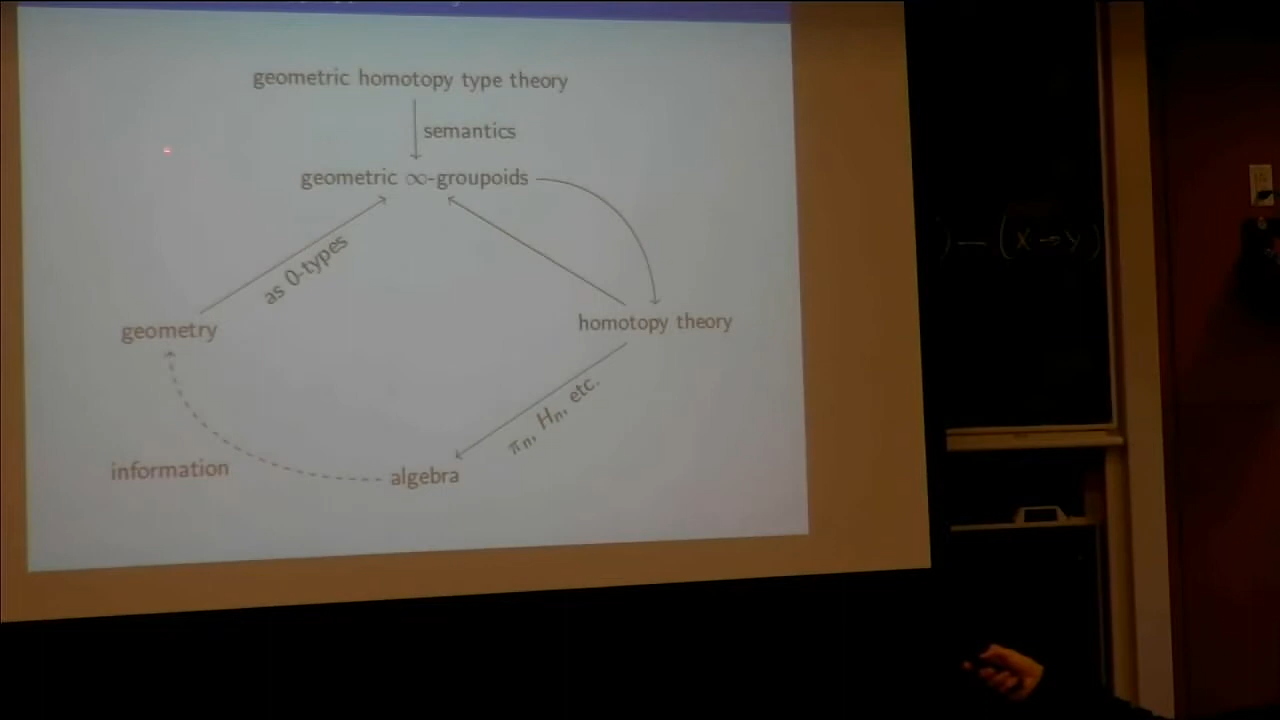 geometric homotopy type theory
semantics
geometric ∞-groupoids
as 0-types
geometry
homotopy theory
πn, Hn, etc.
information
algebra
) — (X → Y)